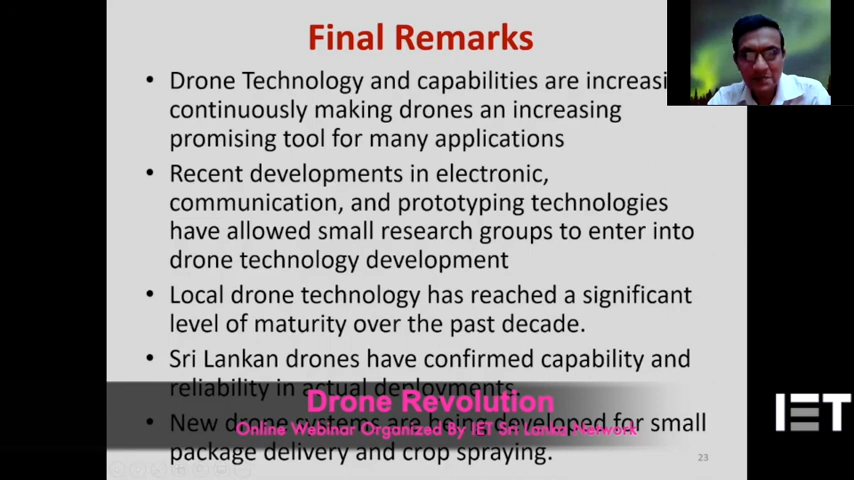 Final Remarks
• Drone Technology and capabilities are increasi
continuously making drones an increasing
promising tool for many applications
• Recent developments in electronic,
communication, and prototyping technologies
have allowed small research groups to enter into
drone technology development
• Local drone technology has reached a significant
level of maturity over the past decade.
• Sri Lankan drones have confirmed capability and
reliability in actual deployments.
Drone Revolution
• New drone systems are being developed for small
Online Webinar Organized By IET Sri Lanka Network
package delivery and crop spraying.
23
IET